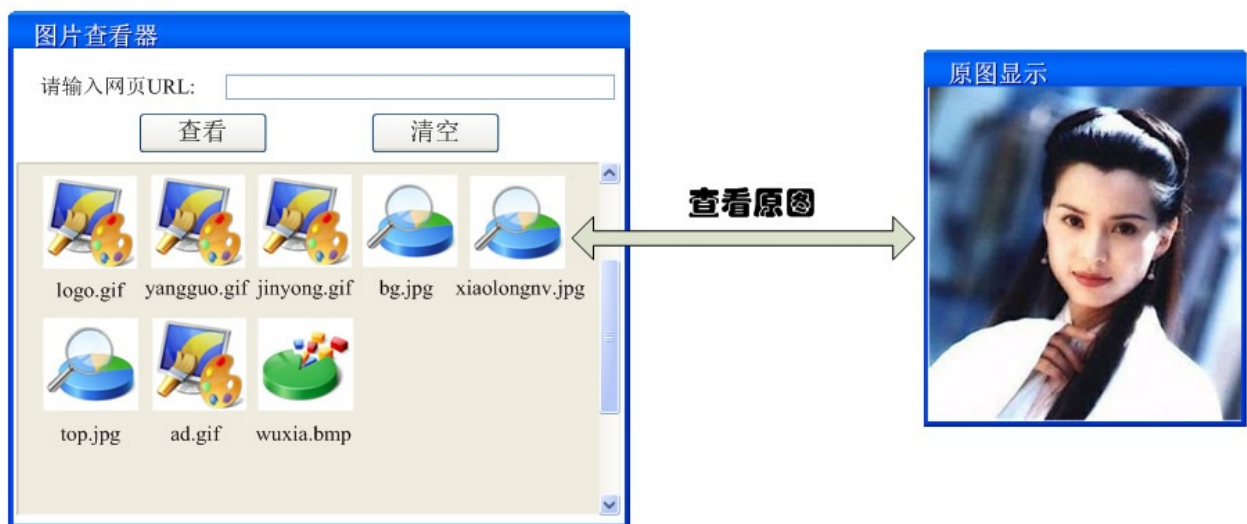 图片查看器
请输入网页URL:
查看 清空
logo.gif yangguo.gif jinyong.gif bg.jpg xiaolongnv.jpg
top.jpg ad.gif wuxia.bmp
查看原图
原图显示